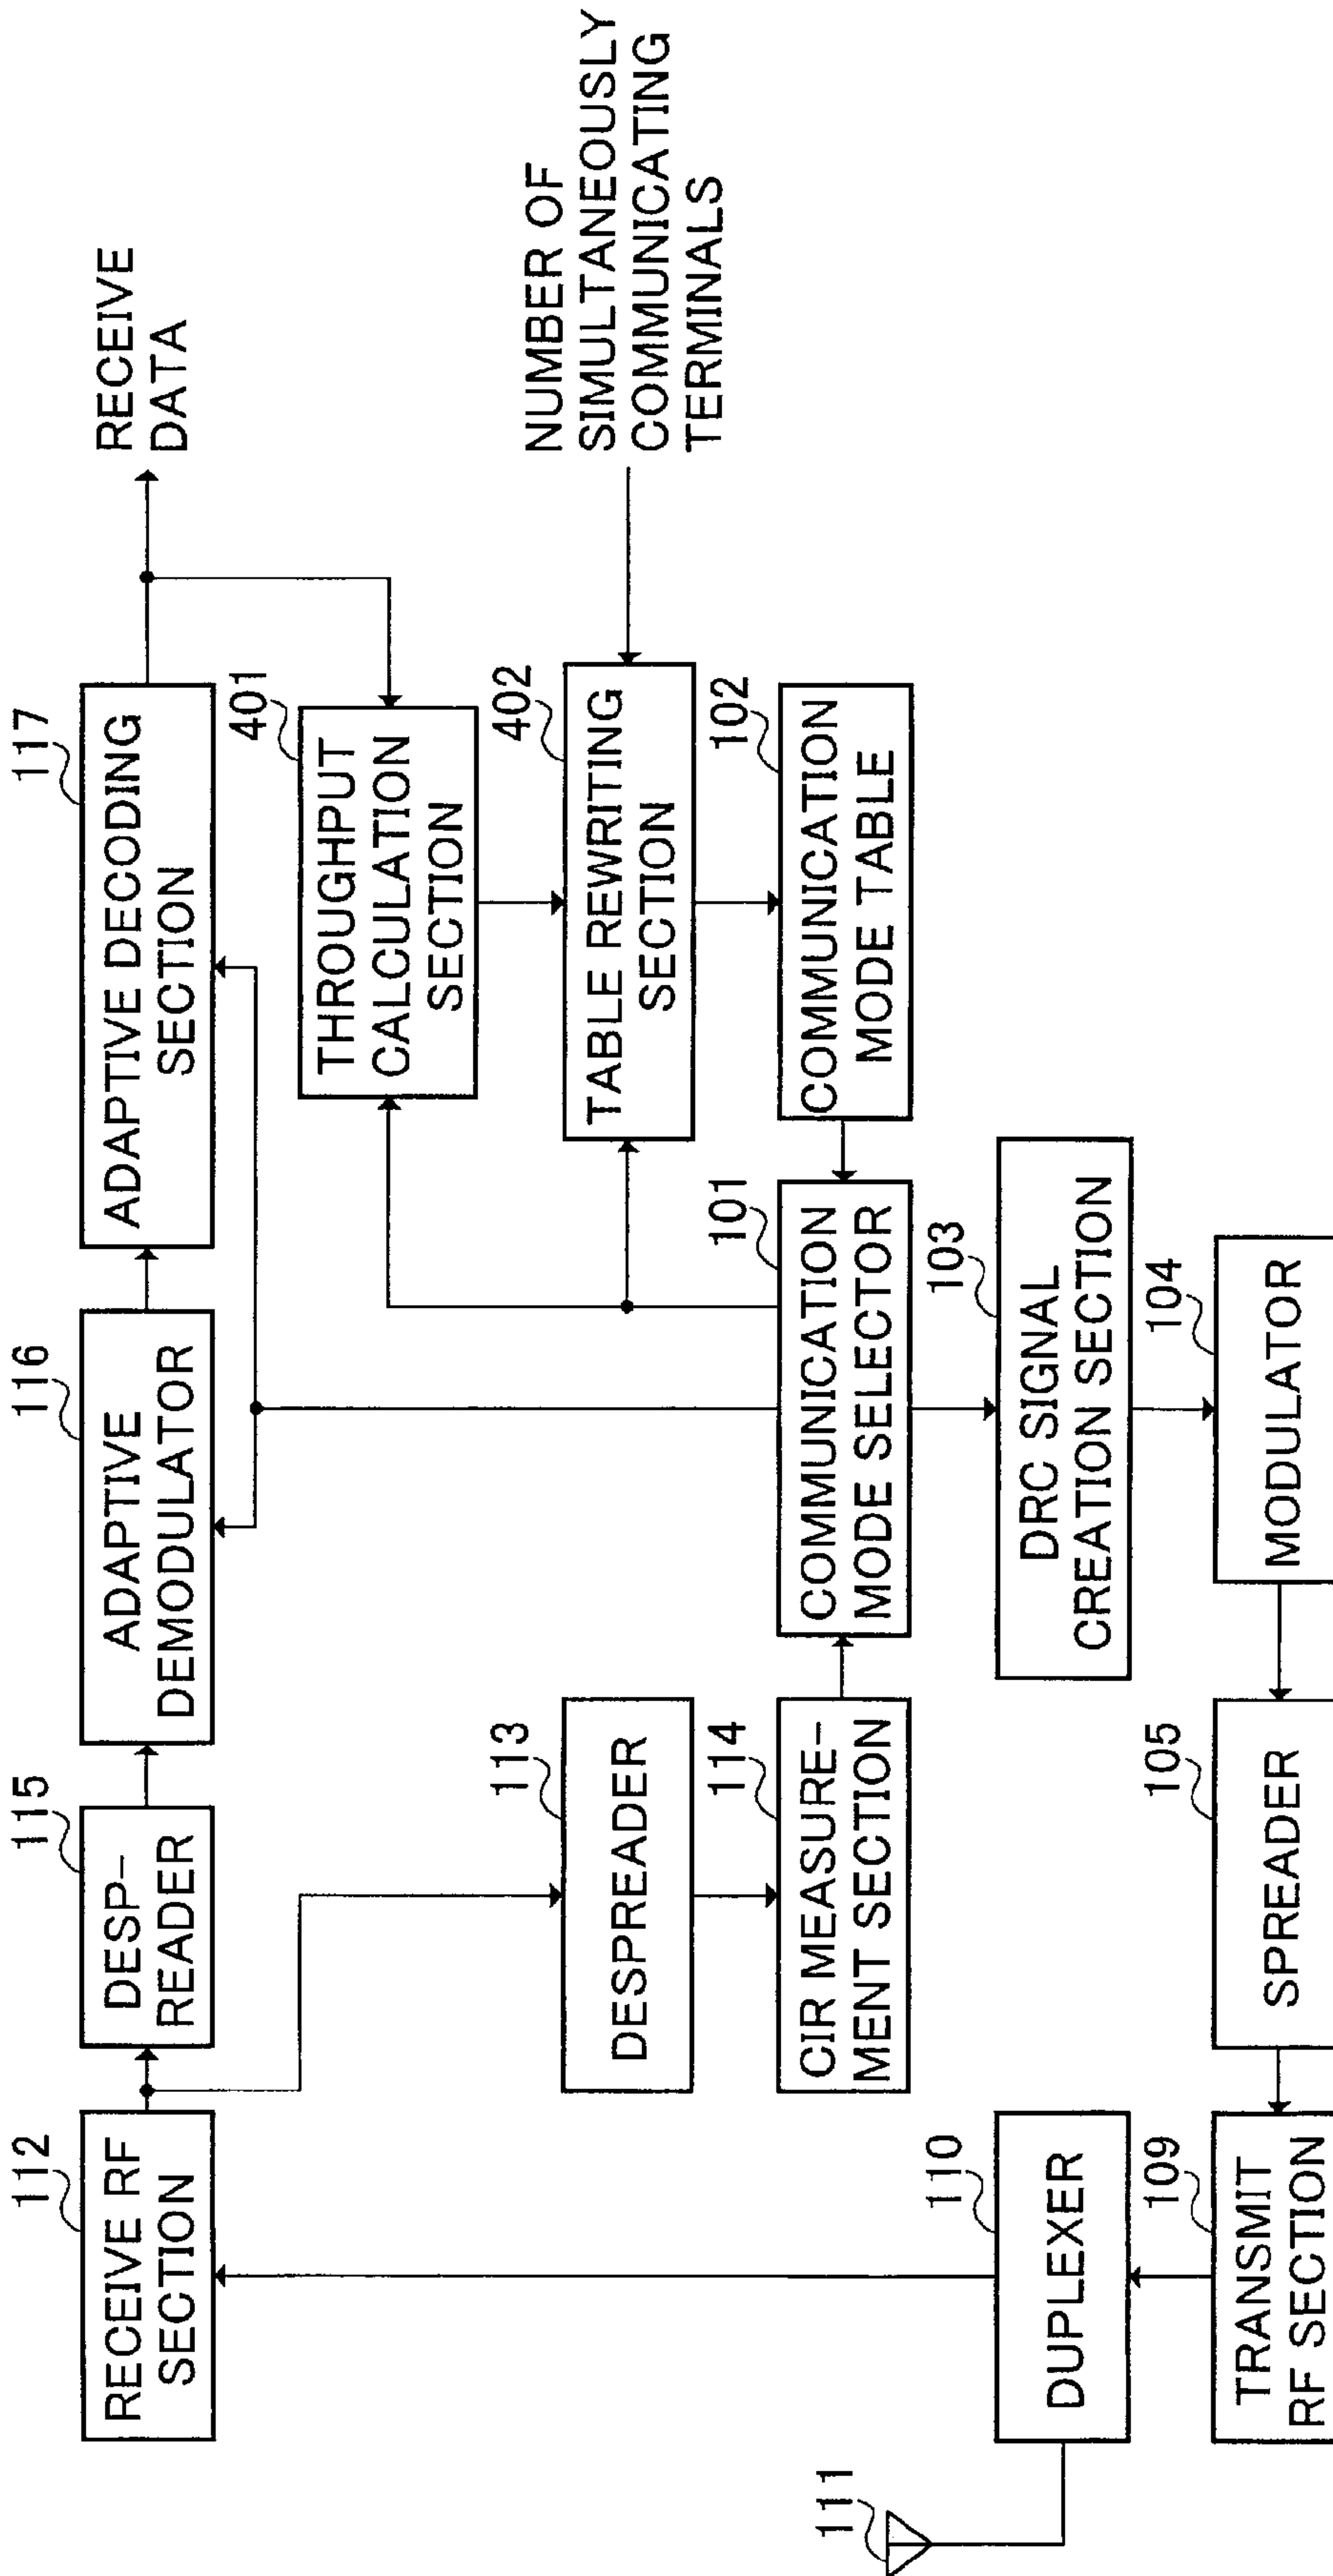 112
RECEIVE RF
SECTION
115
DESP-
READER
116
ADAPTIVE
DEMODULATOR
117
ADAPTIVE DECODING
SECTION
RECEIVE
DATA
401
THROUGHPUT
CALCULATION
SECTION
113
DESPREADER
402
TABLE REWRITING
SECTION
NUMBER OF
SIMULTANEOUSLY
COMMUNICATING
TERMINALS
114
CIR MEASURE-
MENT SECTION
101
COMMUNICATION
MODE SELECTOR
102
COMMUNICATION
MODE TABLE
111
110
DUPLEXER
103
DRC SIGNAL
CREATION SECTION
109
TRANSMIT
RF SECTION
105
SPREADER
104
MODULATOR